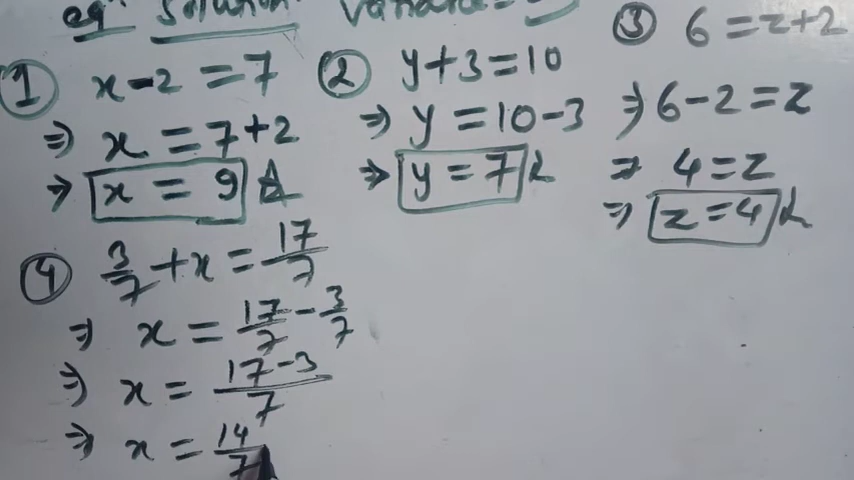 eqn solution
① x - 2 = 7
⇒ x = 7 + 2
⇒ x = 9
② y + 3 = 10
⇒ y = 10 - 3
⇒ y = 7
③ 6 = z + 2
⇒ 6 - 2 = z
⇒ 4 = z
⇒ z = 4
④ 3/7 + x = 17/7
⇒ x = 17/7 - 3/7
⇒ x = 17 - 3/7
⇒ x = 14/7